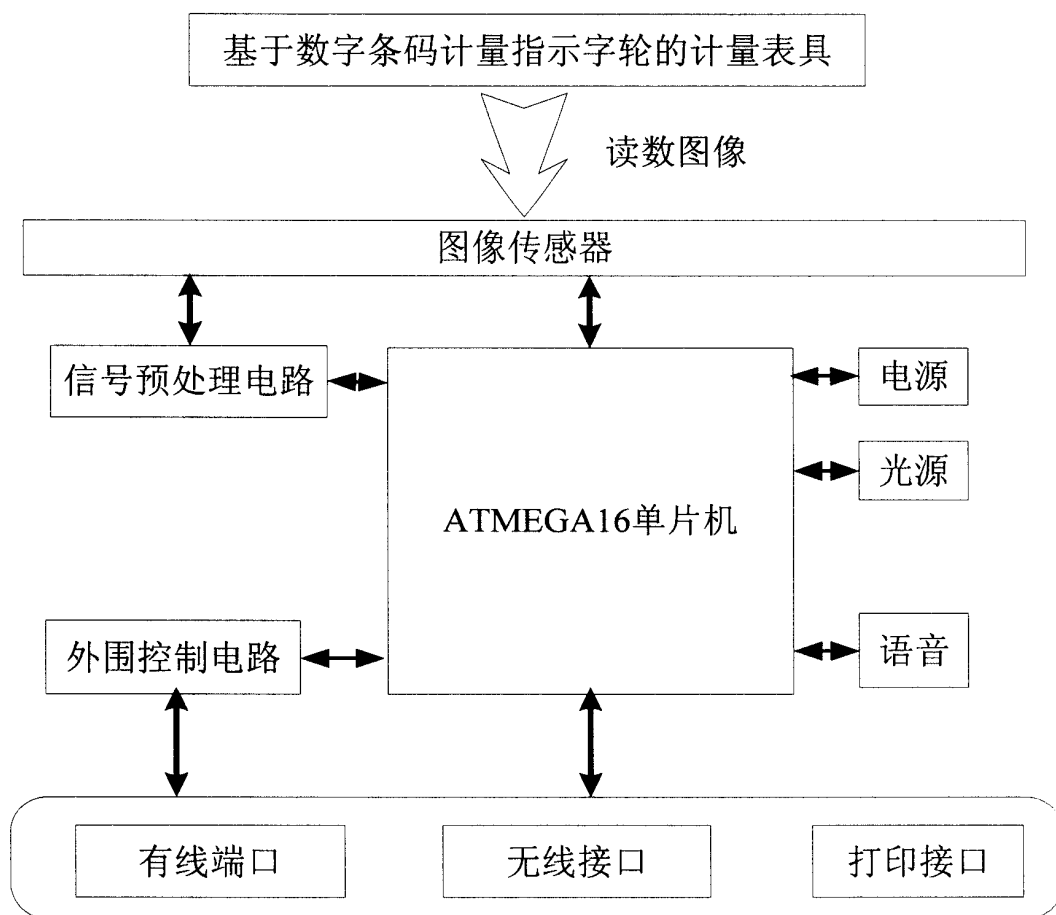 基于数字条码计量指示字轮的计量表具
读数图像
图像传感器
信号预处理电路
电源
光源
ATMEGA16单片机
外围控制电路
语音
有线端口
无线接口
打印接口